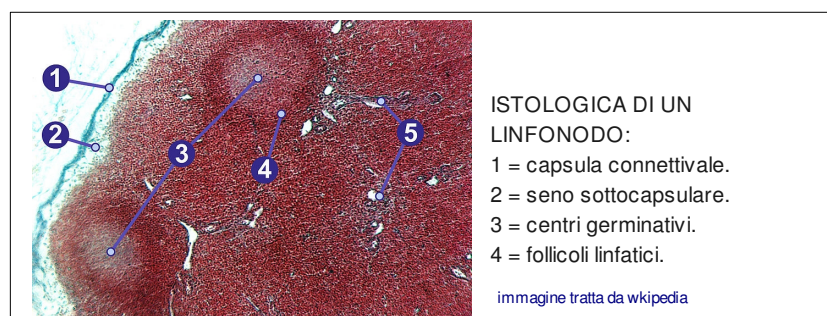 1
2
3
4
5
ISTOLOGICA DI UN
LINFONODO:
1 = capsula connettivale.
2 = seno sottocapsulare.
3 = centri germinativi.
4 = follicoli linfatici.
immagine tratta da wkipedia